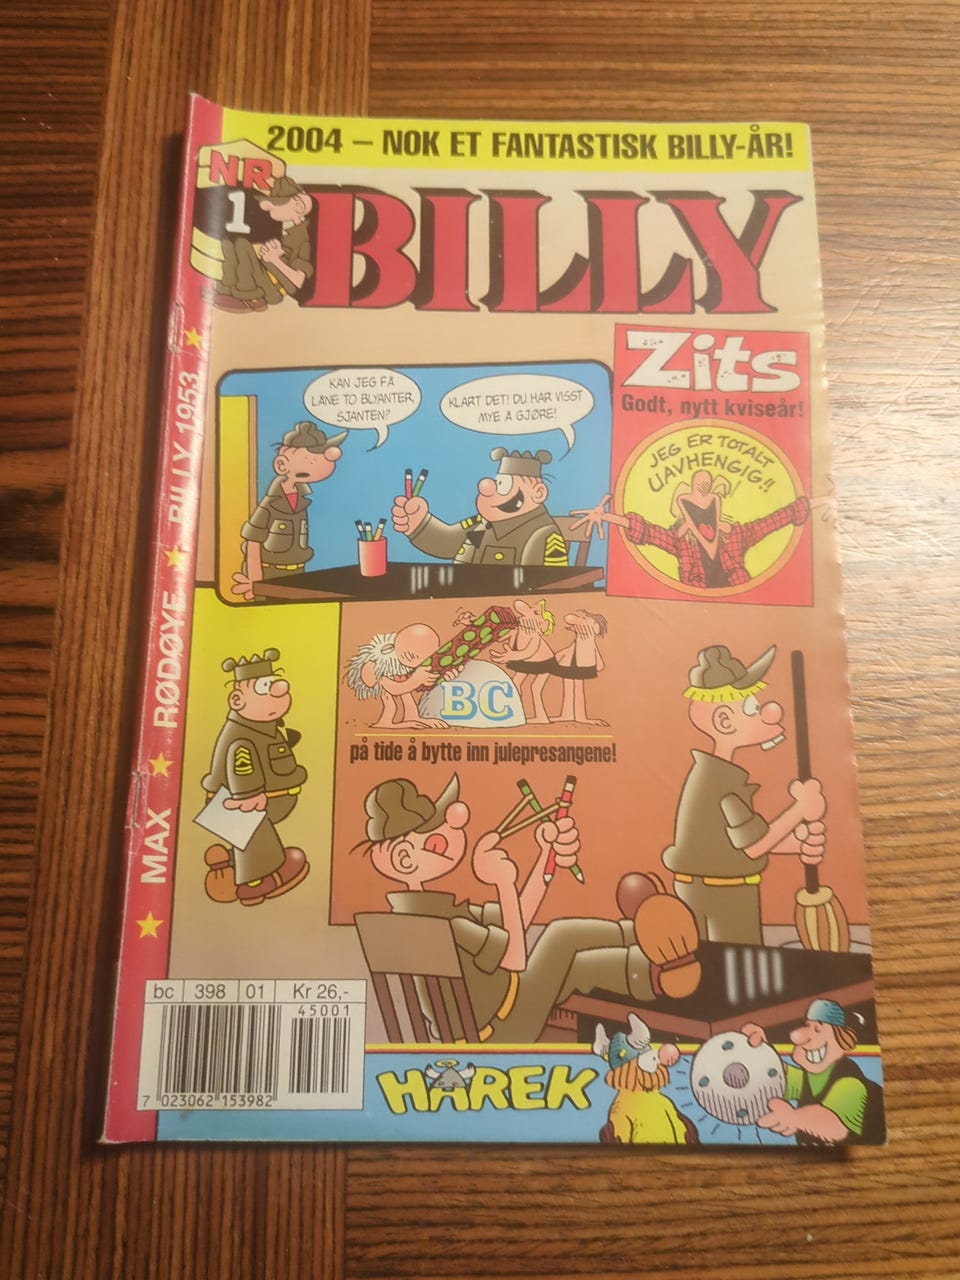 2004 – NOK ET FANTASTISK BILLY-ÅR!
NR
1
BILLY
Zits
Godt, nytt kviseår!
JEG ER TOTALT
UAVHENGIG!!
KAN JEG FÅ
LÅNE TO BLYANTER,
SJANTEN?
KLART DET! DU HAR VISST
MYE Å GJØRE!
BC
på tide å bytte inn julepresangene!
MAX ★ RØDØYE ★ BILLY 1953
bc 398 01 Kr 26,-
45001
7 023062 153982
HÅREK